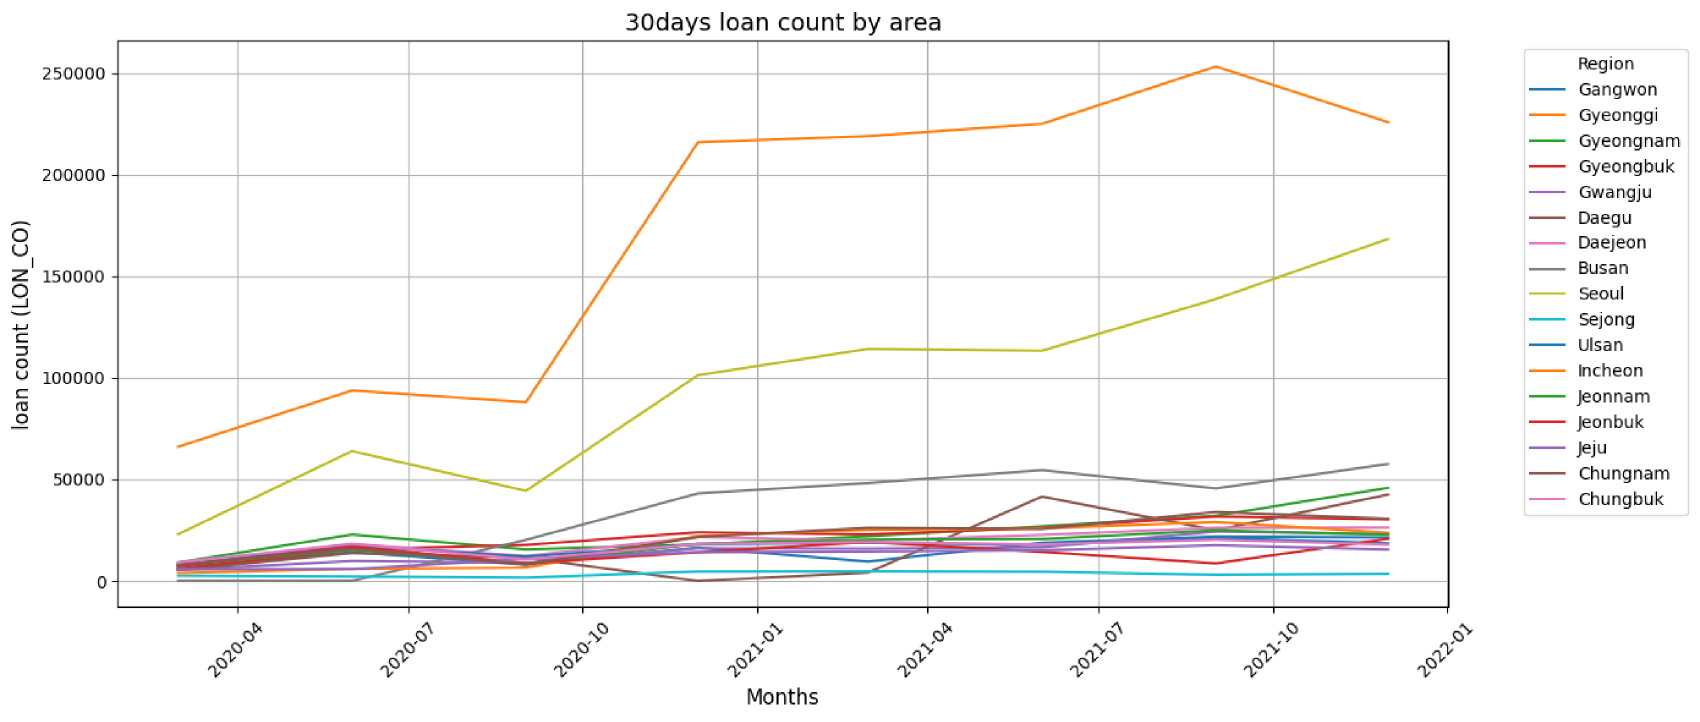 30days loan count by area
loan count (LON_CO)
250000
200000
150000
100000
50000
0
2020-04
2020-07
2020-10
2021-01
2021-04
2021-07
2021-10
2022-01
Months
Region
Gangwon
Gyeonggi
Gyeongnam
Gyeongbuk
Gwangju
Daegu
Daejeon
Busan
Seoul
Sejong
Ulsan
Incheon
Jeonnam
Jeonbuk
Jeju
Chungnam
Chungbuk